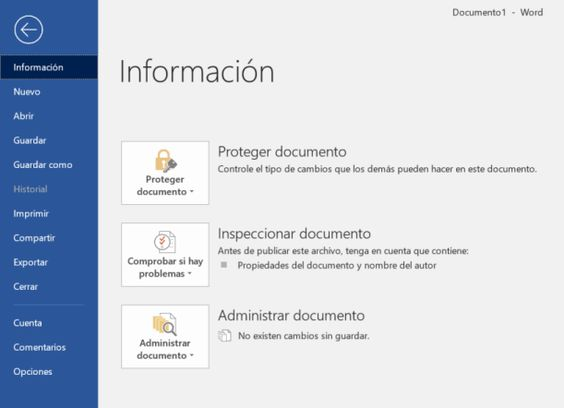 Documento1 - Word
Información
Nuevo
Abrir
Guardar
Guardar como
Historial
Imprimir
Compartir
Exportar
Cerrar
Cuenta
Comentarios
Opciones
Información
Proteger
documento
Proteger documento
Controle el tipo de cambios que los demás pueden hacer en este documento.
Comprobar si hay
problemas
Inspeccionar documento
Antes de publicar este archivo, tenga en cuenta que contiene:
Propiedades del documento y nombre del autor
Administrar
documento
Administrar documento
No existen cambios sin guardar.